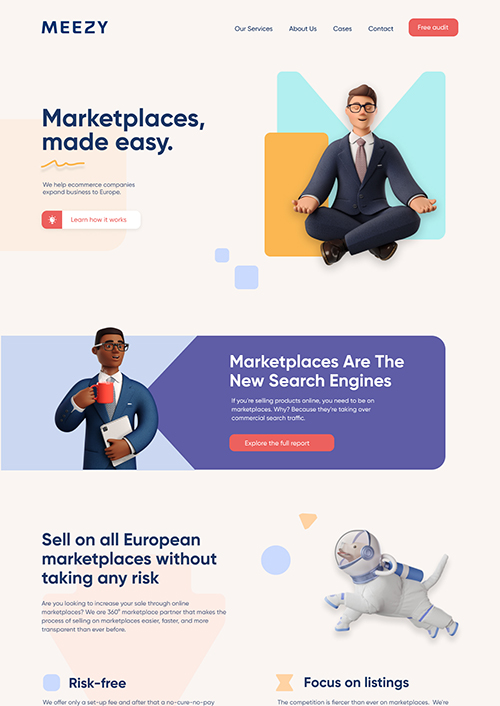 MEEZY
Our Services About Us Cases Contact Free audit
Marketplaces,
made easy.
We help ecommerce companies
expand business to Europe.
Learn how it works
Marketplaces Are The
New Search Engines
If you're selling products online, you need to be on
marketplaces. Why? Because they're taking over
commercial search traffic.
Explore the full report
Sell on all European
marketplaces without
taking any risk
Are you looking to increase your sale through online
marketplaces? We are 360° marketplace partner that makes the
process of selling on marketplaces easier, faster, and more
transparent than ever before.
Risk-free
We offer only a set-up fee and after that a no-cure-no-pay
Focus on listings
The competition is fiercer than ever on marketplaces. We're